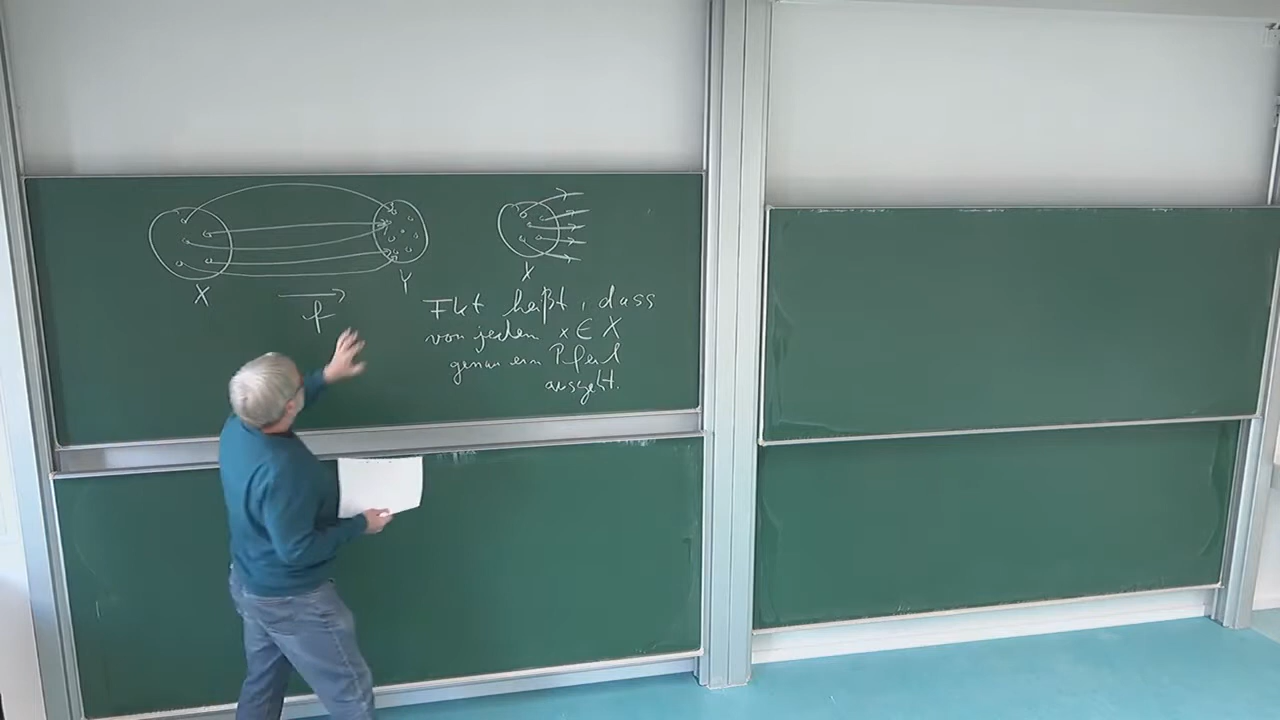 X
f
Y
X
Fkt heißt, dass
von jedem x ∈ X
genau ein Pfeil
ausgeht.